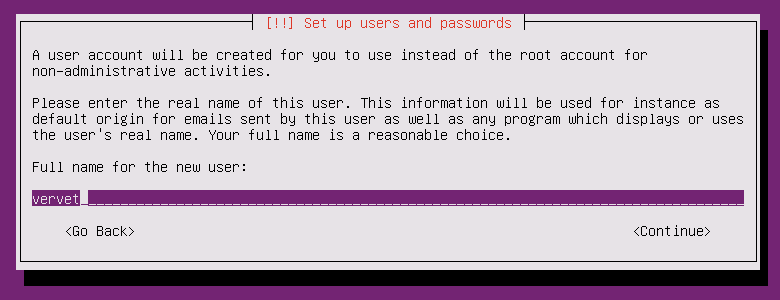 [!!] Set up users and passwords
A user account will be created for you to use instead of the root account for
non-administrative activities.
Please enter the real name of this user. This information will be used for instance as
default origin for emails sent by this user as well as any program which displays or uses
the user's real name. Your full name is a reasonable choice.
Full name for the new user:
vervet
<Go Back> <Continue>